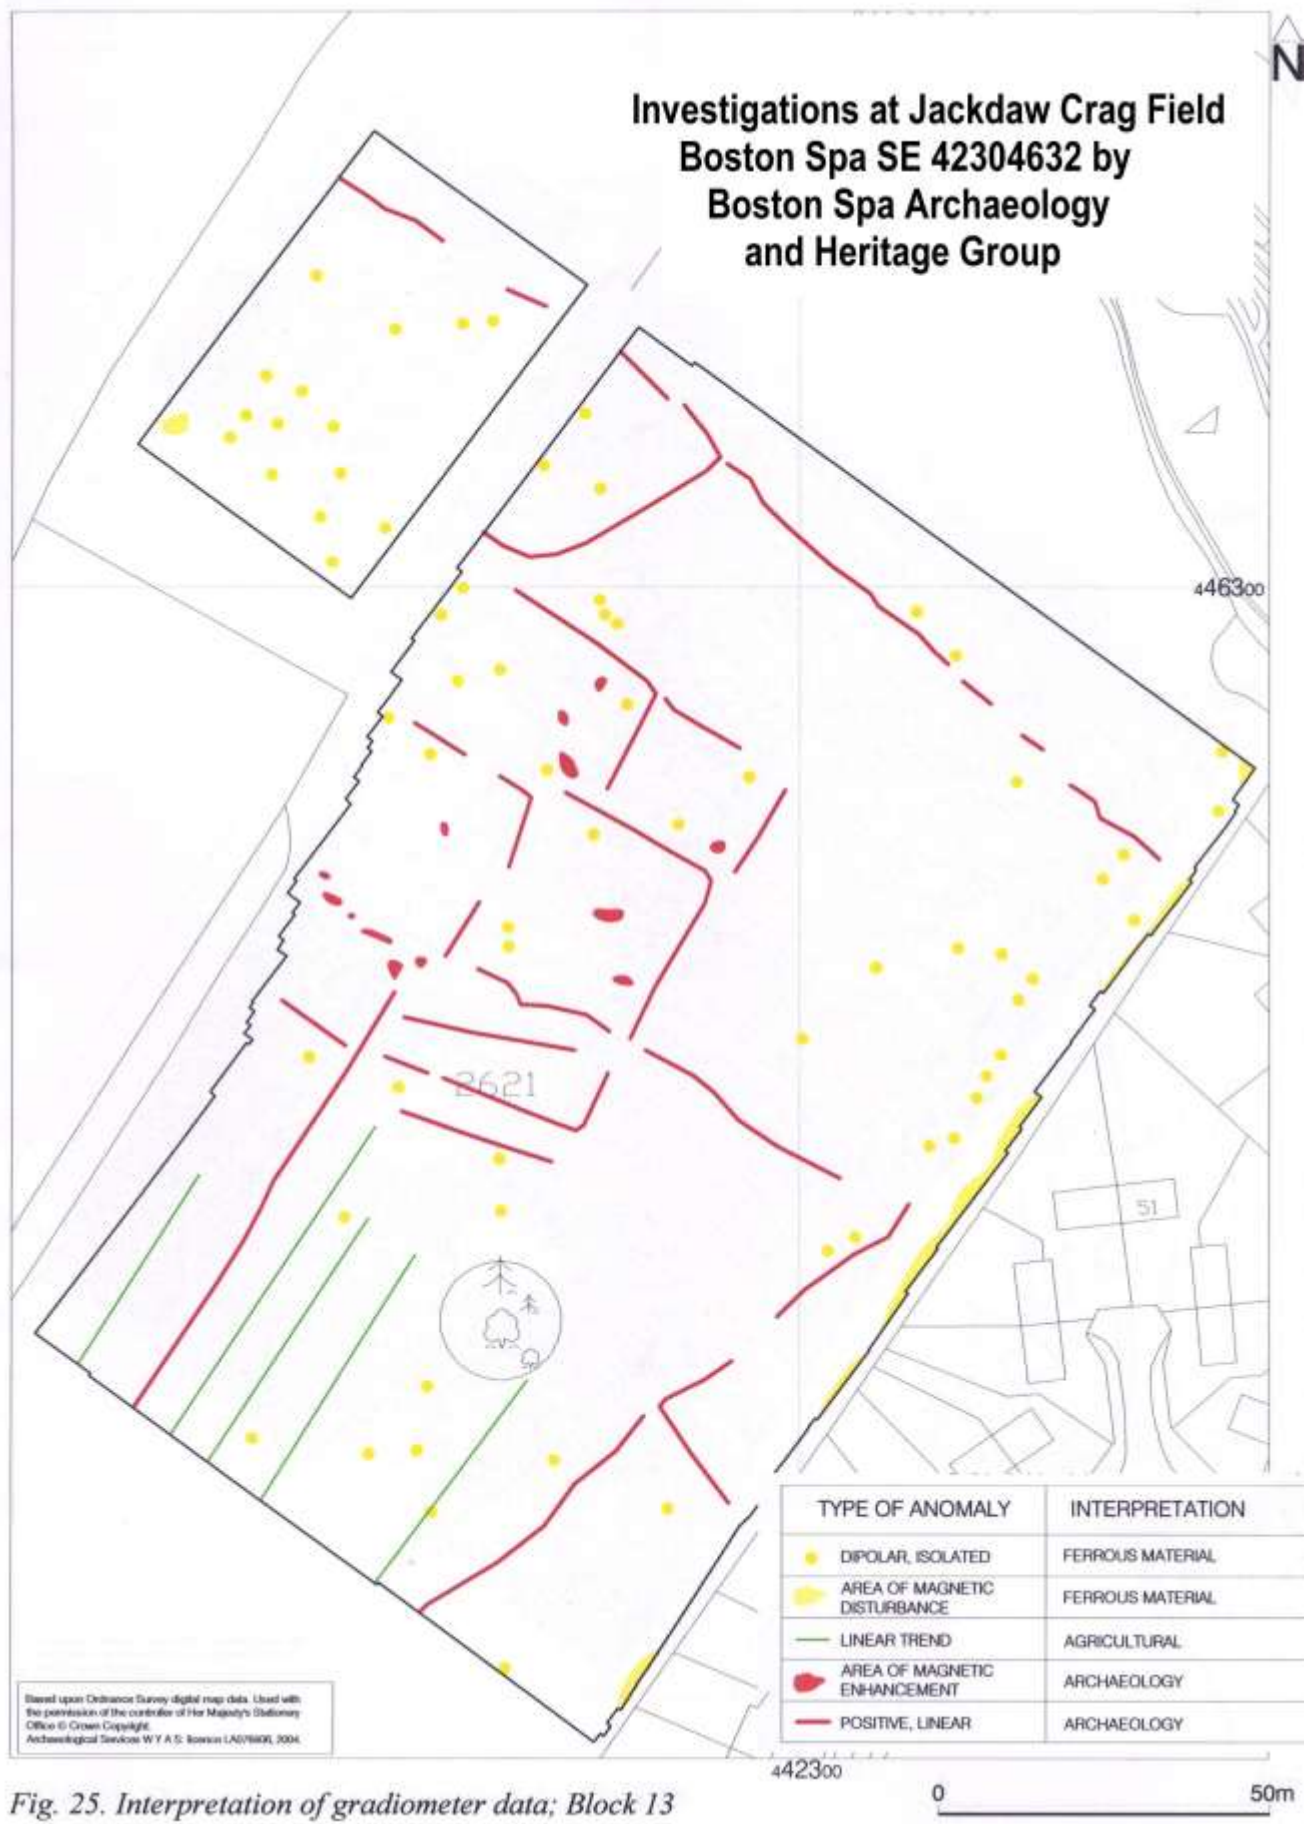 N
Investigations at Jackdaw Crag Field
Boston Spa SE 42304632 by
Boston Spa Archaeology
and Heritage Group
446300
2621
51
TYPE OF ANOMALY INTERPRETATION
DIPOLAR, ISOLATED FERROUS MATERIAL
AREA OF MAGNETIC
DISTURBANCE FERROUS MATERIAL
LINEAR TREND AGRICULTURAL
AREA OF MAGNETIC
ENHANCEMENT ARCHAEOLOGY
POSITIVE, LINEAR ARCHAEOLOGY
Based upon Ordnance Survey digital map data. Used with
the permission of the controller of Her Majesty's Stationery
Office © Crown Copyright.
Archaeological Services W Y A S: licence 2004.
442300
0 50m
Fig. 25. Interpretation of gradiometer data; Block 13